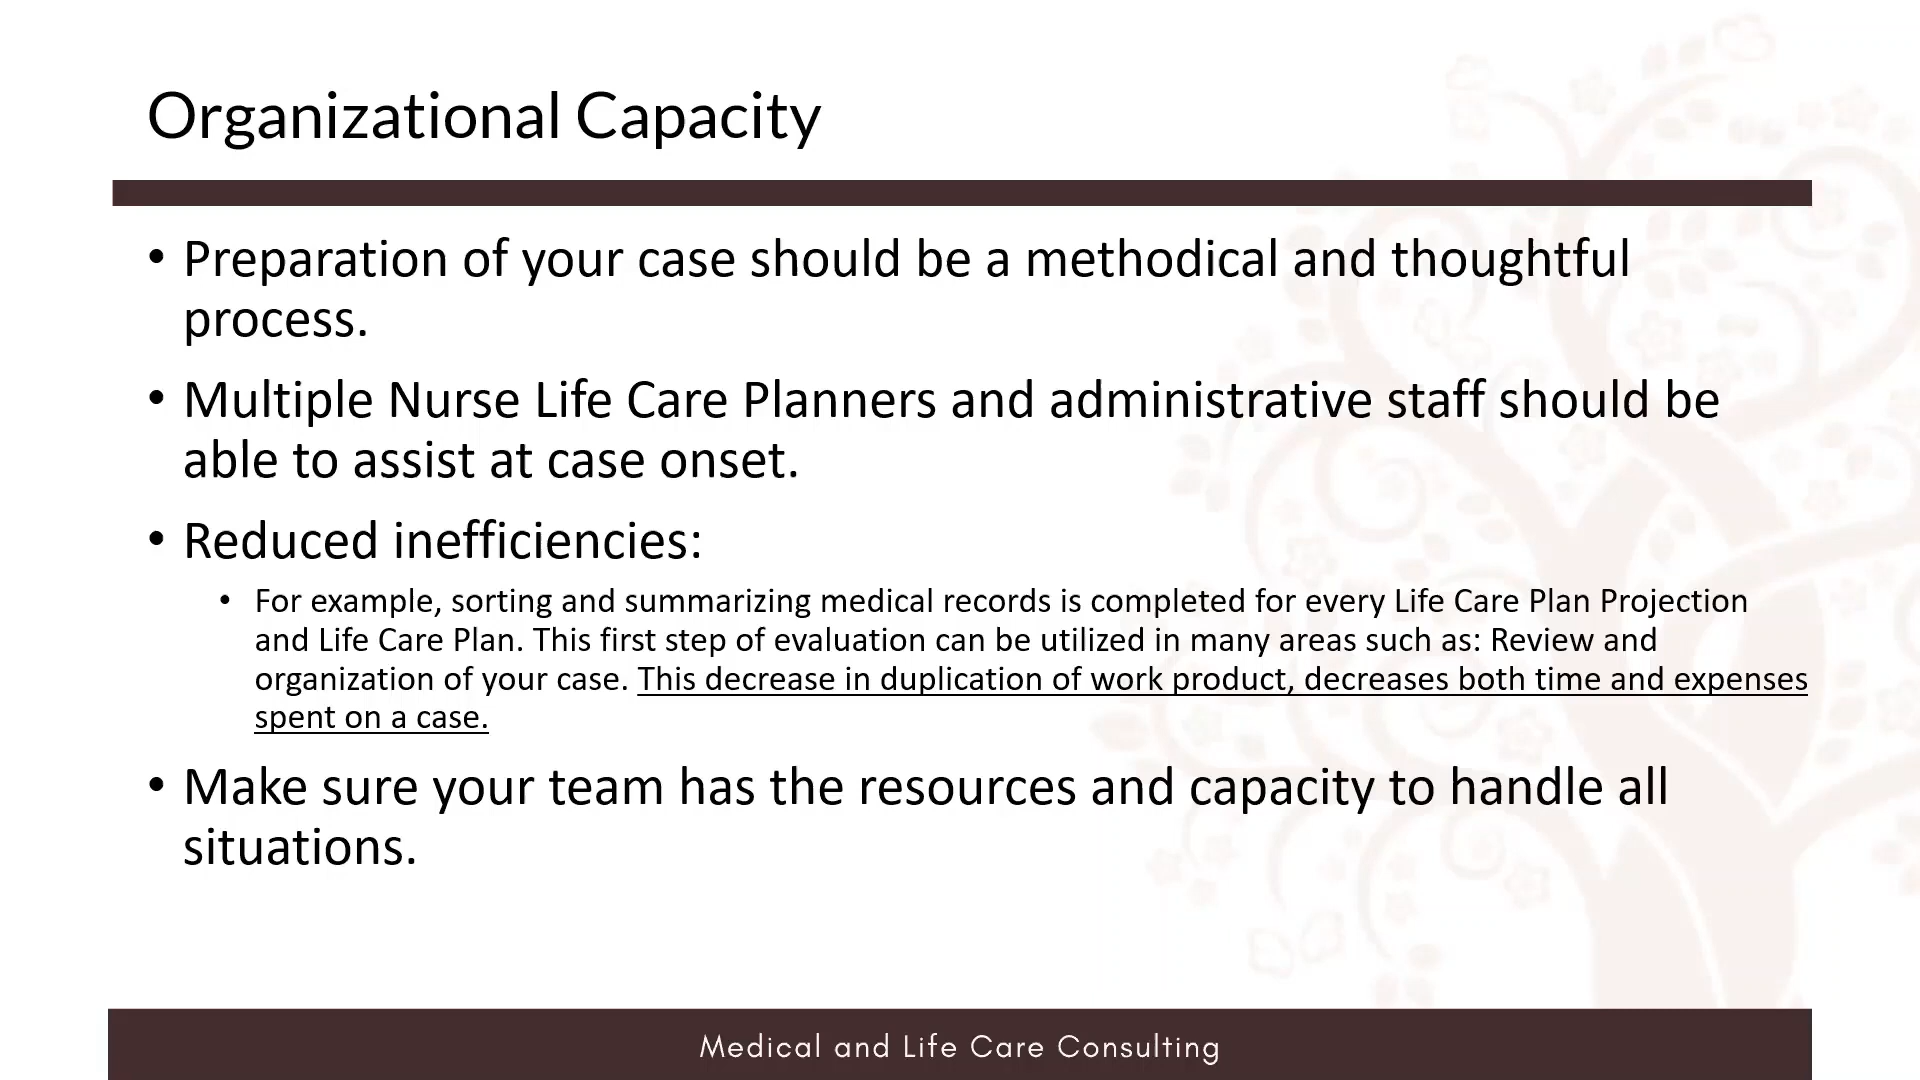 Organizational Capacity
• Preparation of your case should be a methodical and thoughtful
process.
• Multiple Nurse Life Care Planners and administrative staff should be
able to assist at case onset.
• Reduced inefficiencies:
• For example, sorting and summarizing medical records is completed for every Life Care Plan Projection
and Life Care Plan. This first step of evaluation can be utilized in many areas such as: Review and
organization of your case. This decrease in duplication of work product, decreases both time and expenses
spent on a case.
• Make sure your team has the resources and capacity to handle all
situations.
Medical and Life Care Consulting